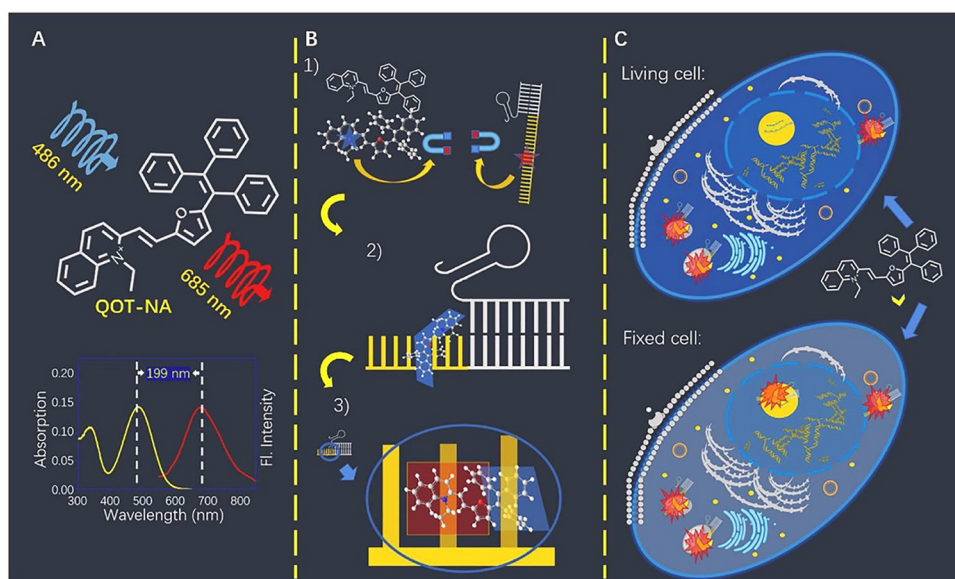 A
486 nm
N+
O
685 nm
QOT-NA
199 nm
0.20
0.15
0.10
0.05
0.00
Absorption
Fl. Intensity
300 400 500 600 700 800
Wavelength (nm)
B
1)
2)
3)
C
Living cell:
Fixed cell: